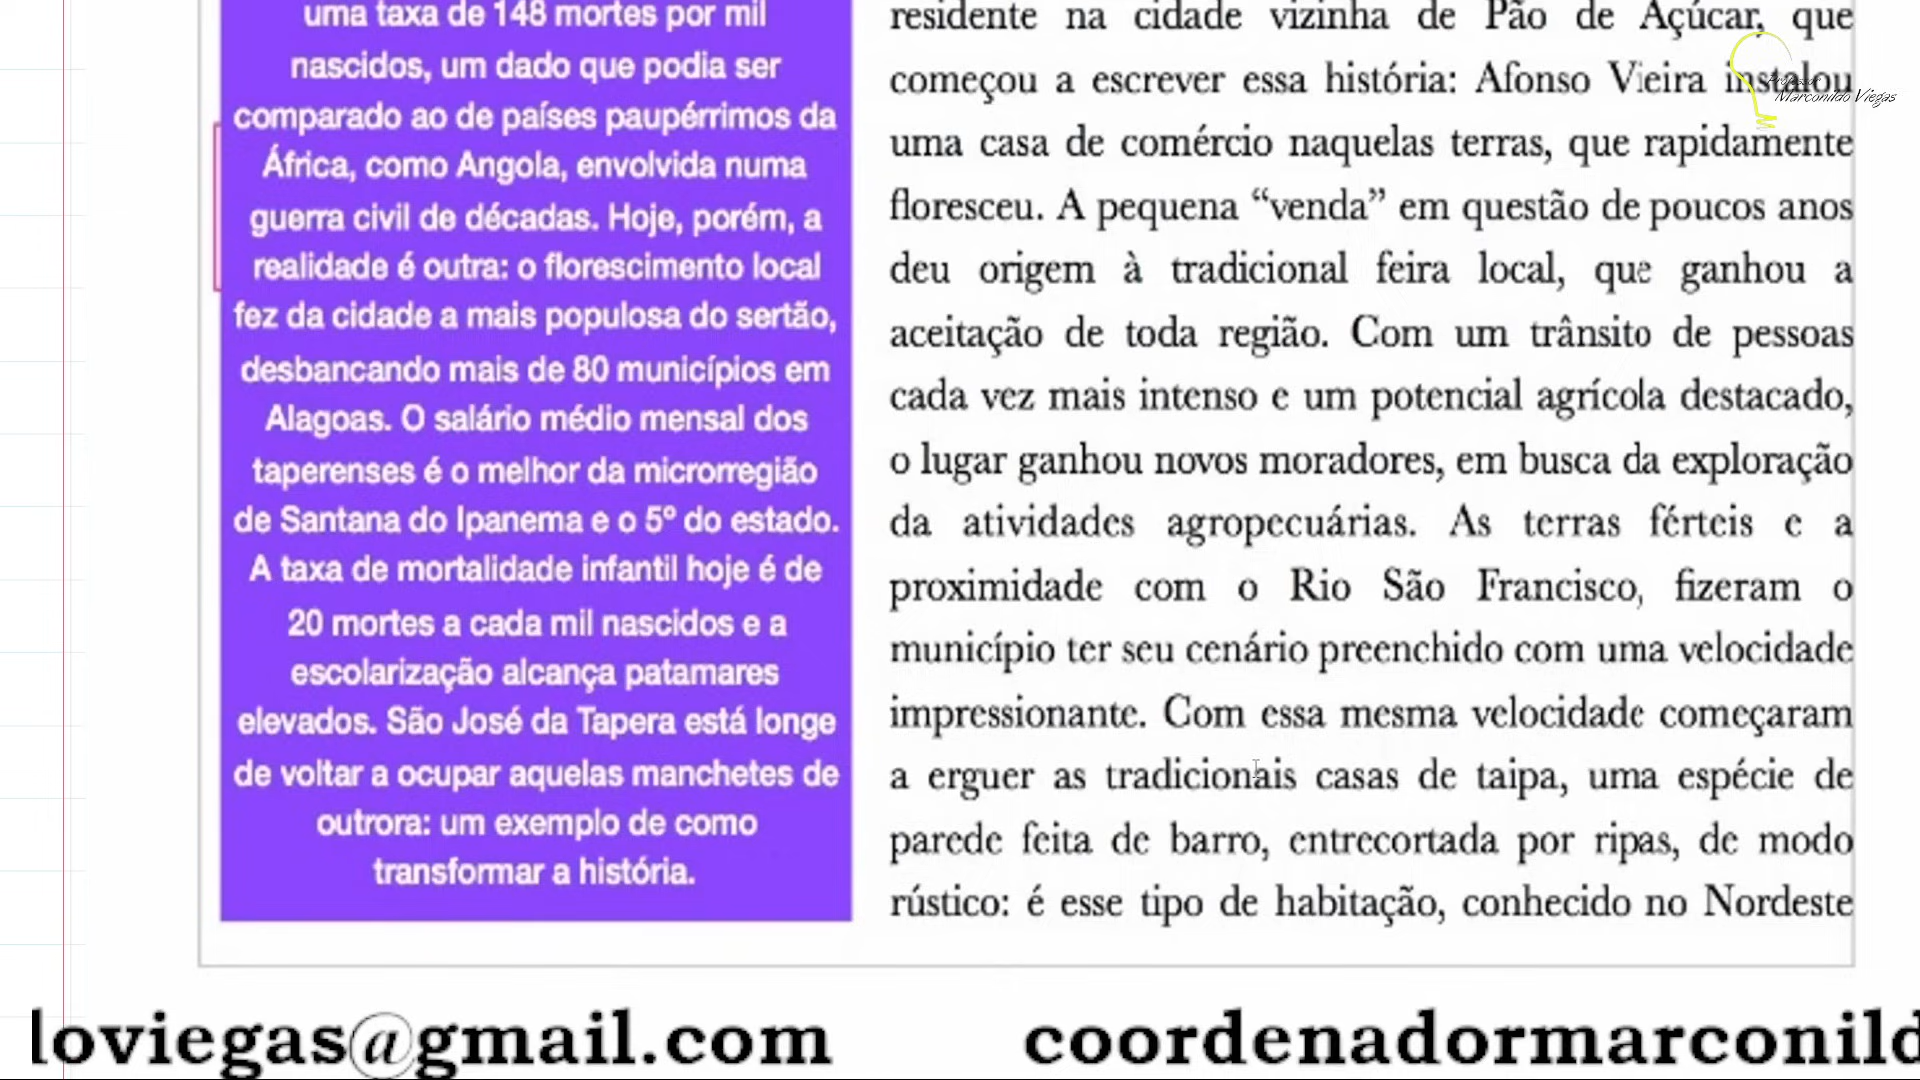 uma taxa de 148 mortes por mil
nascidos, um dado que podia ser
comparado ao de países paupérrimos da
África, como Angola, envolvida numa
guerra civil de décadas. Hoje, porém, a
realidade é outra: o florescimento local
fez da cidade a mais populosa do sertão,
desbancando mais de 80 municípios em
Alagoas. O salário médio mensal dos
taperenses é o melhor da microrregião
de Santana do Ipanema e o 5º do estado.
A taxa de mortalidade infantil hoje é de
20 mortes a cada mil nascidos e a
escolarização alcança patamares
elevados. São José da Tapera está longe
de voltar a ocupar aquelas manchetes de
outrora: um exemplo de como
transformar a história.
residente na cidade vizinha de Pão de Açúcar, que
começou a escrever essa história: Afonso Vieira instalou
uma casa de comércio naquelas terras, que rapidamente
floresceu. A pequena “venda” em questão de poucos anos
deu origem à tradicional feira local, que ganhou a
aceitação de toda região. Com um trânsito de pessoas
cada vez mais intenso e um potencial agrícola destacado,
o lugar ganhou novos moradores, em busca da exploração
da atividades agropecuárias. As terras férteis e a
proximidade com o Rio São Francisco, fizeram o
município ter seu cenário preenchido com uma velocidade
impressionante. Com essa mesma velocidade começaram
a erguer as tradicionais casas de taipa, uma espécie de
parede feita de barro, entrecortada por ripas, de modo
rústico: é esse tipo de habitação, conhecido no Nordeste
Professor
Marconildo Viegas
loviegas@gmail.com coordenadormarconild